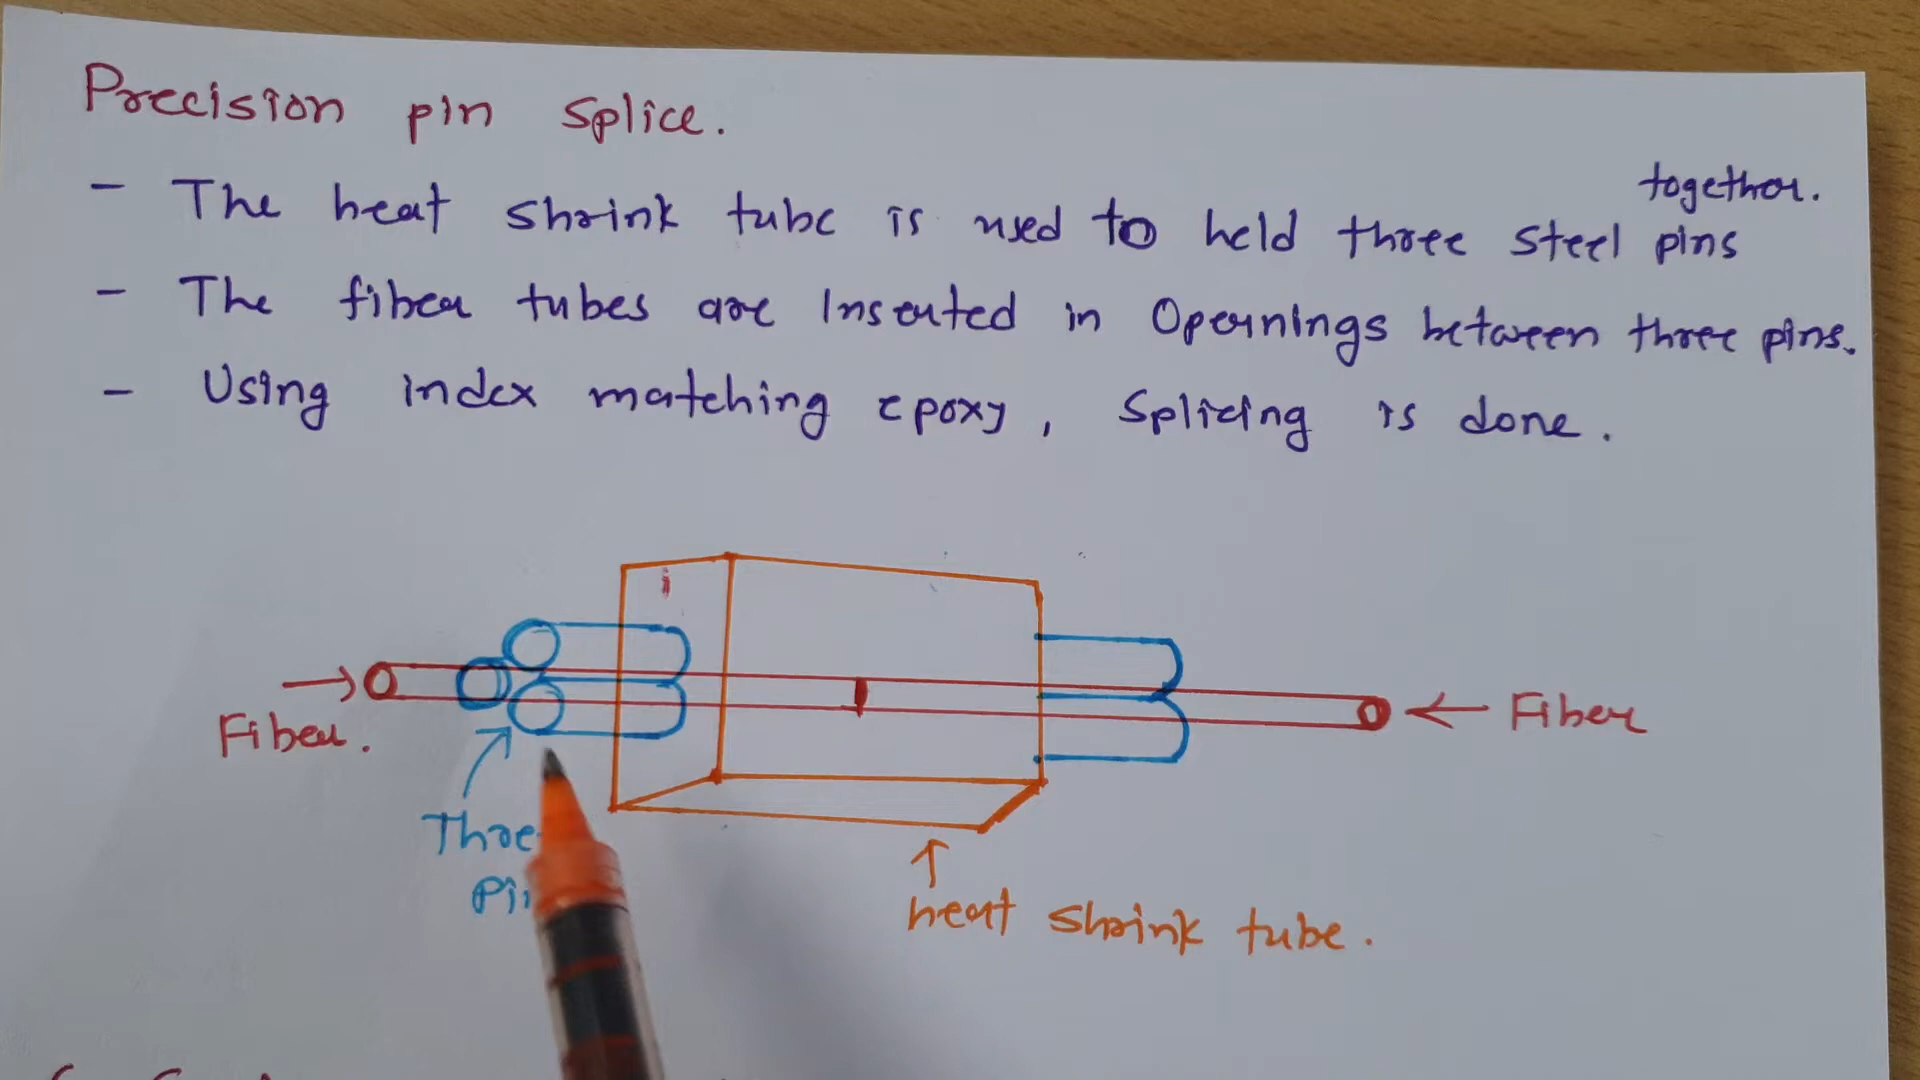 Precision pin splice.
together.
- The heat shrink tube is used to held three steel pins
- The fiber tubes are inserted in openings between three pins.
- Using index matching epoxy, splicing is done.
Fiber.
Fiber
heat shrink tube.